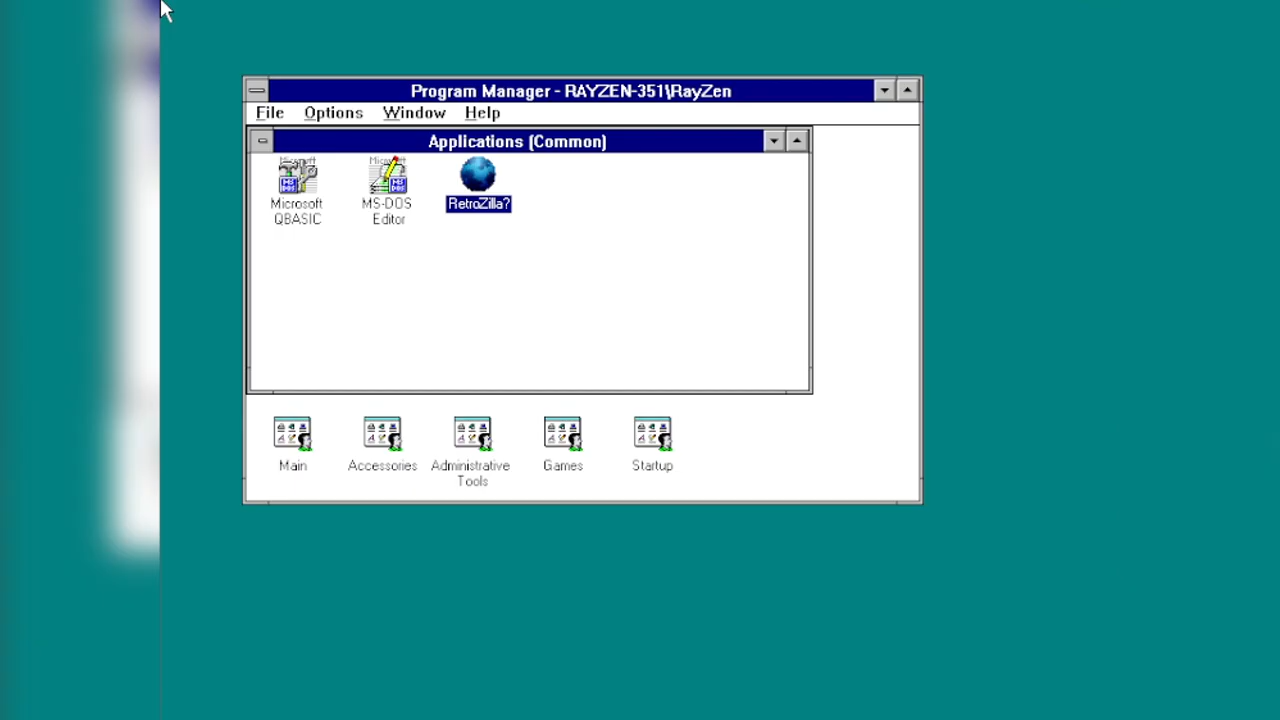 Program Manager - RAYZEN-351\RayZen
File Options Window Help
Applications (Common)
Microsoft QBASIC
MS-DOS Editor
RetroZilla?
Main
Accessories
Administrative Tools
Games
Startup